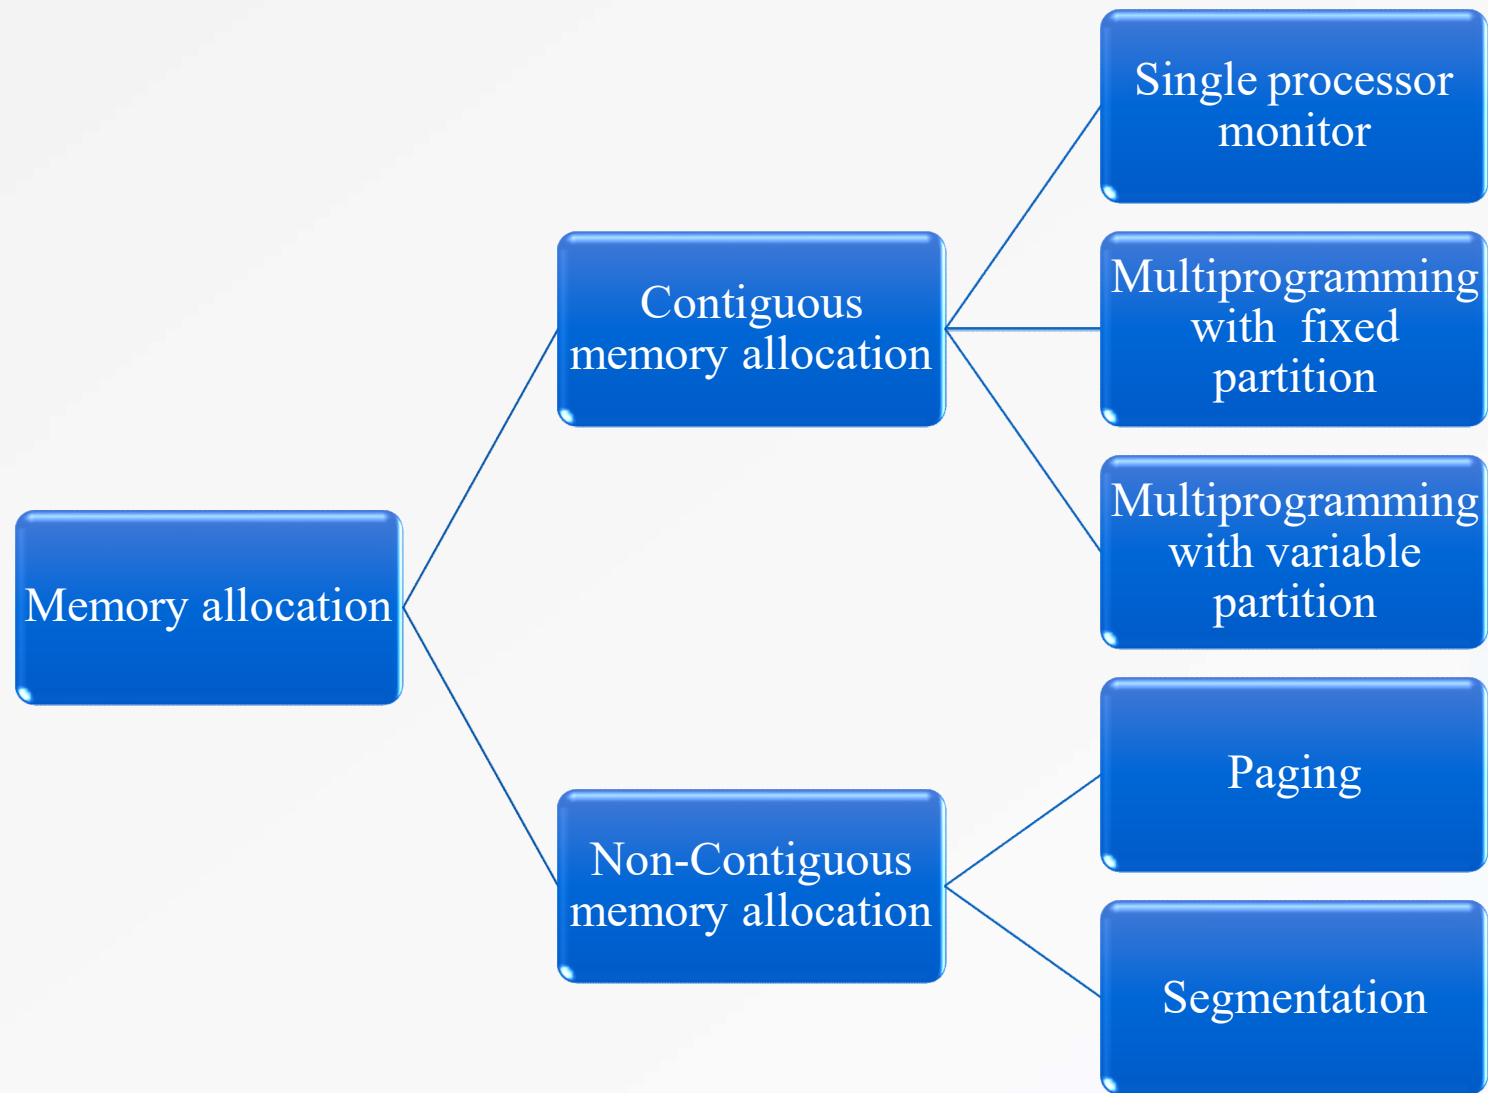 Single processor
monitor
Contiguous
memory allocation
Multiprogramming
with  fixed
partition
Multiprogramming
with variable
partition
Memory allocation
Non-Contiguous
memory allocation
Paging
Segmentation